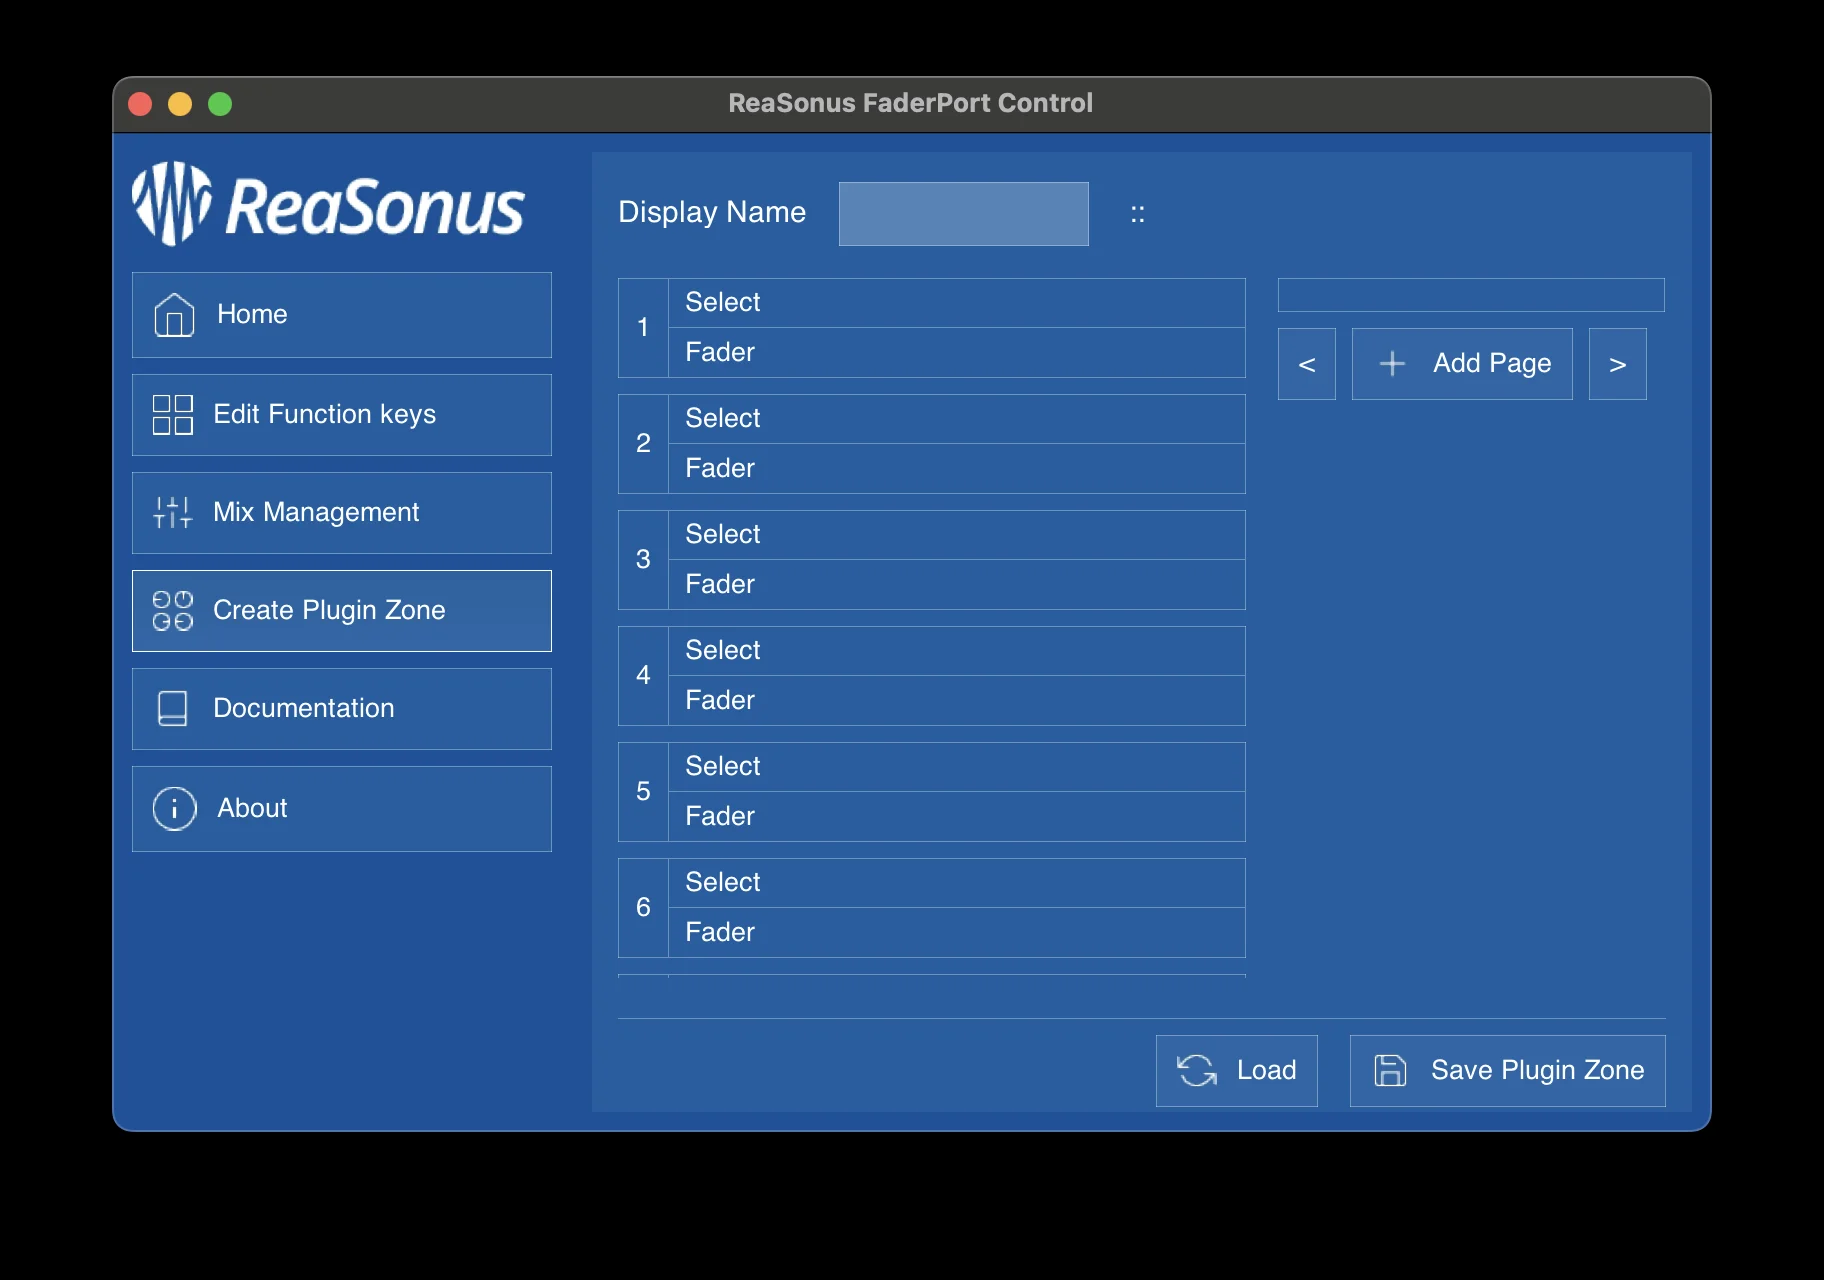 ReaSonus FaderPort Control
ReaSonus
Home
Edit Function keys
Mix Management
Create Plugin Zone
Documentation
About
Display Name ::
1 Select
Fader
2 Select
Fader
3 Select
Fader
4 Select
Fader
5 Select
Fader
6 Select
Fader
< + Add Page >
Load
Save Plugin Zone